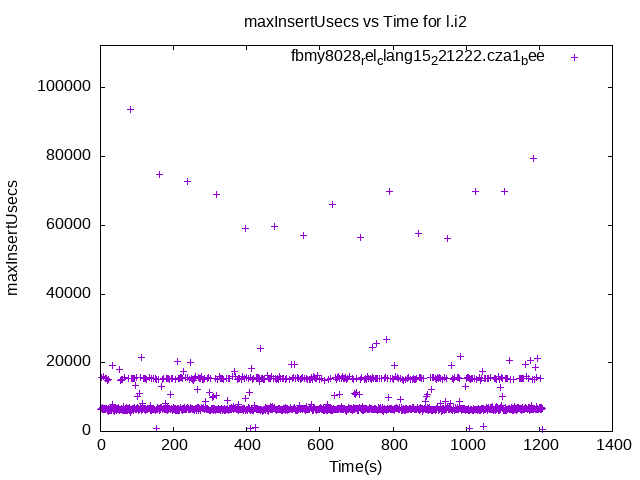 maxInsertUsecs vs Time for l.i2
fbmy8028rel_clang15_221222.cza1_bee
100000
80000
60000
40000
20000
0
maxInsertUsecs
0 200 400 600 800 1000 1200 1400
Time(s)